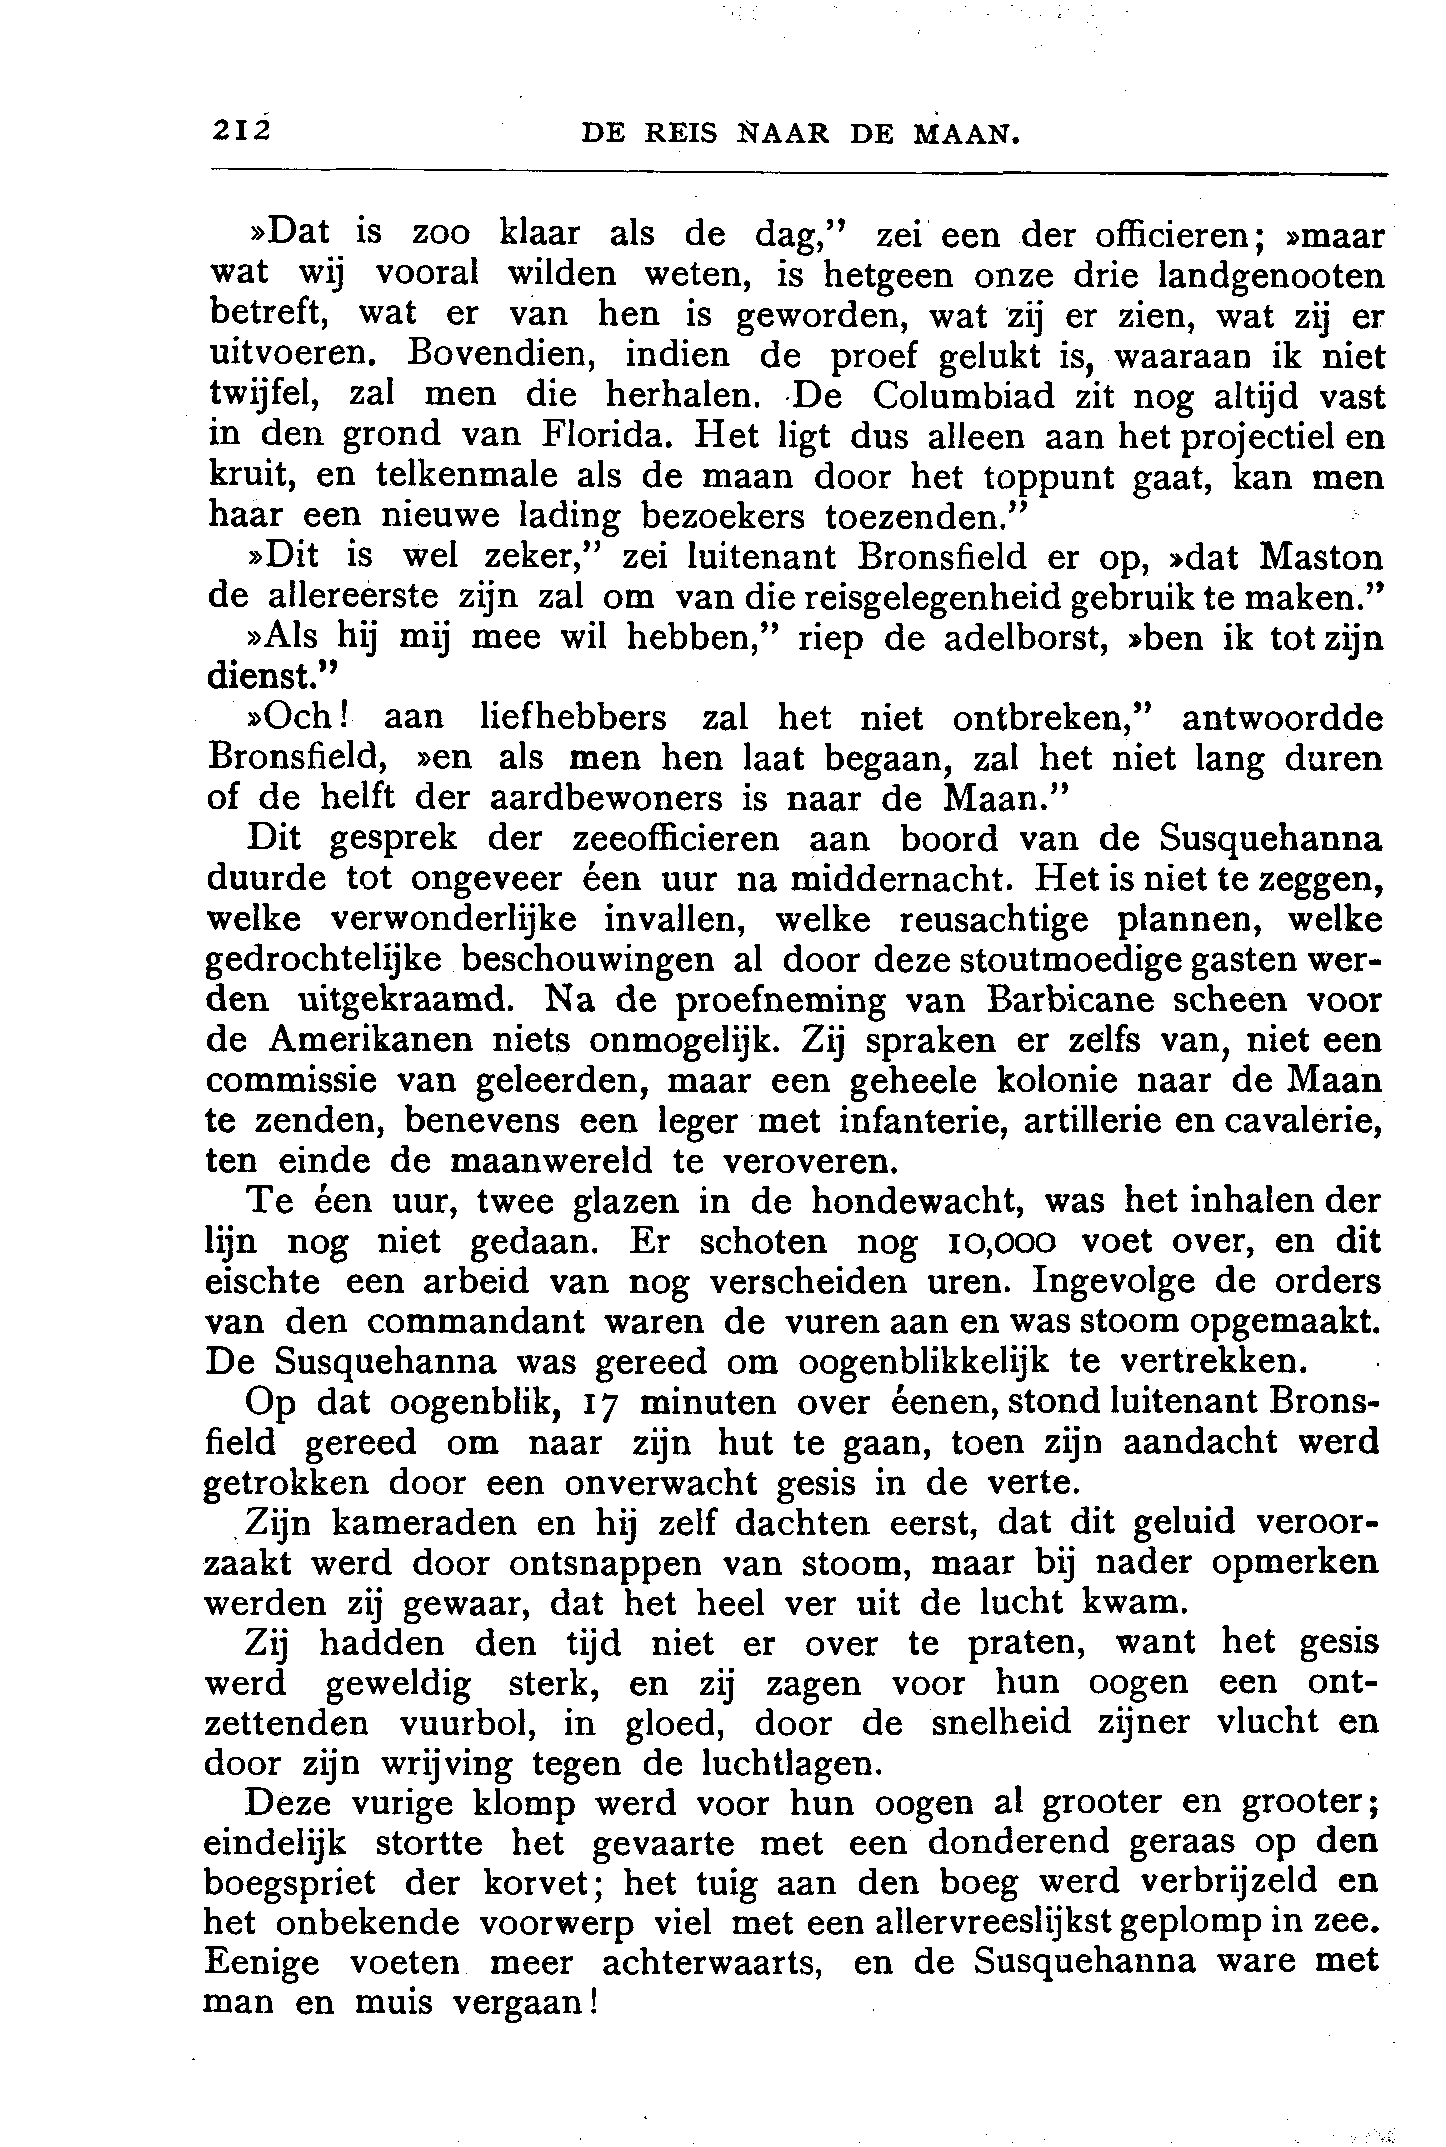 212 DE REIS NAAR DE MAAN.
»Dat is zoo klaar als de dag,” zei een der officieren; »maar
wat wij vooral wilden weten, is hetgeen onze drie landgenooten
betreft, wat er van hen is geworden, wat zij er zien, wat zij er
uitvoeren. Bovendien, indien de proef gelukt is, waaraan ik niet
twijfel, zal men die herhalen. De Columbiad zit nog altijd vast
in den grond van Florida. Het ligt dus alleen aan het projectiel en
kruit, en telkenmale als de maan door het toppunt gaat, kan men
haar een nieuwe lading bezoekers toezenden.”
»Dit is wel zeker,” zei luitenant Bronsfield er op, »dat Maston
de allereerste zijn zal om van die reisgelegenheid gebruik te maken.”
»Als hij mij mee wil hebben,” riep de adelborst, »ben ik tot zijn
dienst.”
»Och! aan liefhebbers zal het niet ontbreken,” antwoordde
Bronsfield, »en als men hen laat begaan, zal het niet lang duren
of de helft der aardbewoners is naar de Maan.”
Dit gesprek der zeeofficieren aan boord van de Susquehanna
duurde tot ongeveer éen uur na middernacht. Het is niet te zeggen,
welke verwonderlijke invallen, welke reusachtige plannen, welke
gedrochtelijke beschouwingen al door deze stoutmoedige gasten wer-
den uitgekraamd. Na de proefneming van Barbicane scheen voor
de Amerikanen niets onmogelijk. Zij spraken er zelfs van, niet een
commissie van geleerden, maar een geheele kolonie naar de Maan
te zenden, benevens een leger met infanterie, artillerie en cavalerie,
ten einde de maanwereld te veroveren.
Te éen uur, twee glazen in de hondewacht, was het inhalen der
lijn nog niet gedaan. Er schoten nog 10,000 voet over, en dit
eischte een arbeid van nog verscheiden uren. Ingevolge de orders
van den commandant waren de vuren aan en was stoom opgemaakt.
De Susquehanna was gereed om oogenblikkelijk te vertrekken.
Op dat oogenblik, 17 minuten over éenen, stond luitenant Brons-
field gereed om naar zijn hut te gaan, toen zijn aandacht werd
getrokken door een onverwacht gesis in de verte.
Zijn kameraden en hij zelf dachten eerst, dat dit geluid veroor-
zaakt werd door ontsnappen van stoom, maar bij nader opmerken
werden zij gewaar, dat het heel ver uit de lucht kwam.
Zij hadden den tijd niet er over te praten, want het gesis
werd geweldig sterk, en zij zagen voor hun oogen een ont-
zettenden vuurbol, in gloed, door de snelheid zijner vlucht en
door zijn wrijving tegen de luchtlagen.
Deze vurige klomp werd voor hun oogen al grooter en grooter;
eindelijk stortte het gevaarte met een donderend geraas op den
boegspriet der korvet; het tuig aan den boeg werd verbrijzeld en
het onbekende voorwerp viel met een allervreeslijkst geplomp in zee.
Eenige voeten meer achterwaarts, en de Susquehanna ware met
man en muis vergaan!